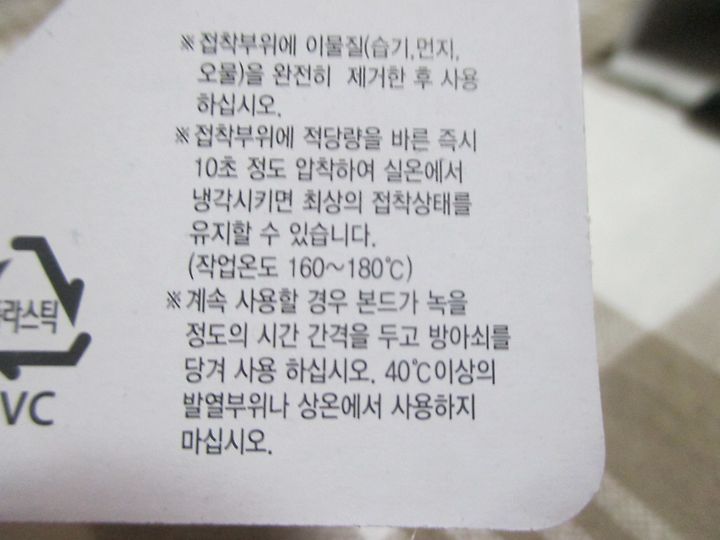 ※접착부위에 이물질(습기,먼지,
오물)을 완전히 제거한 후 사용
하십시오.
※접착부위에 적당량을 바른 즉시
10초 정도 압착하여 실온에서
냉각시키면 최상의 접착상태를
유지할 수 있습니다.
(작업온도 160~180℃)
※계속 사용할 경우 본드가 녹을
정도의 시간 간격을 두고 방아쇠를
당겨 사용 하십시오. 40℃이상의
발열부위나 상온에서 사용하지
마십시오.
라스틱
VC